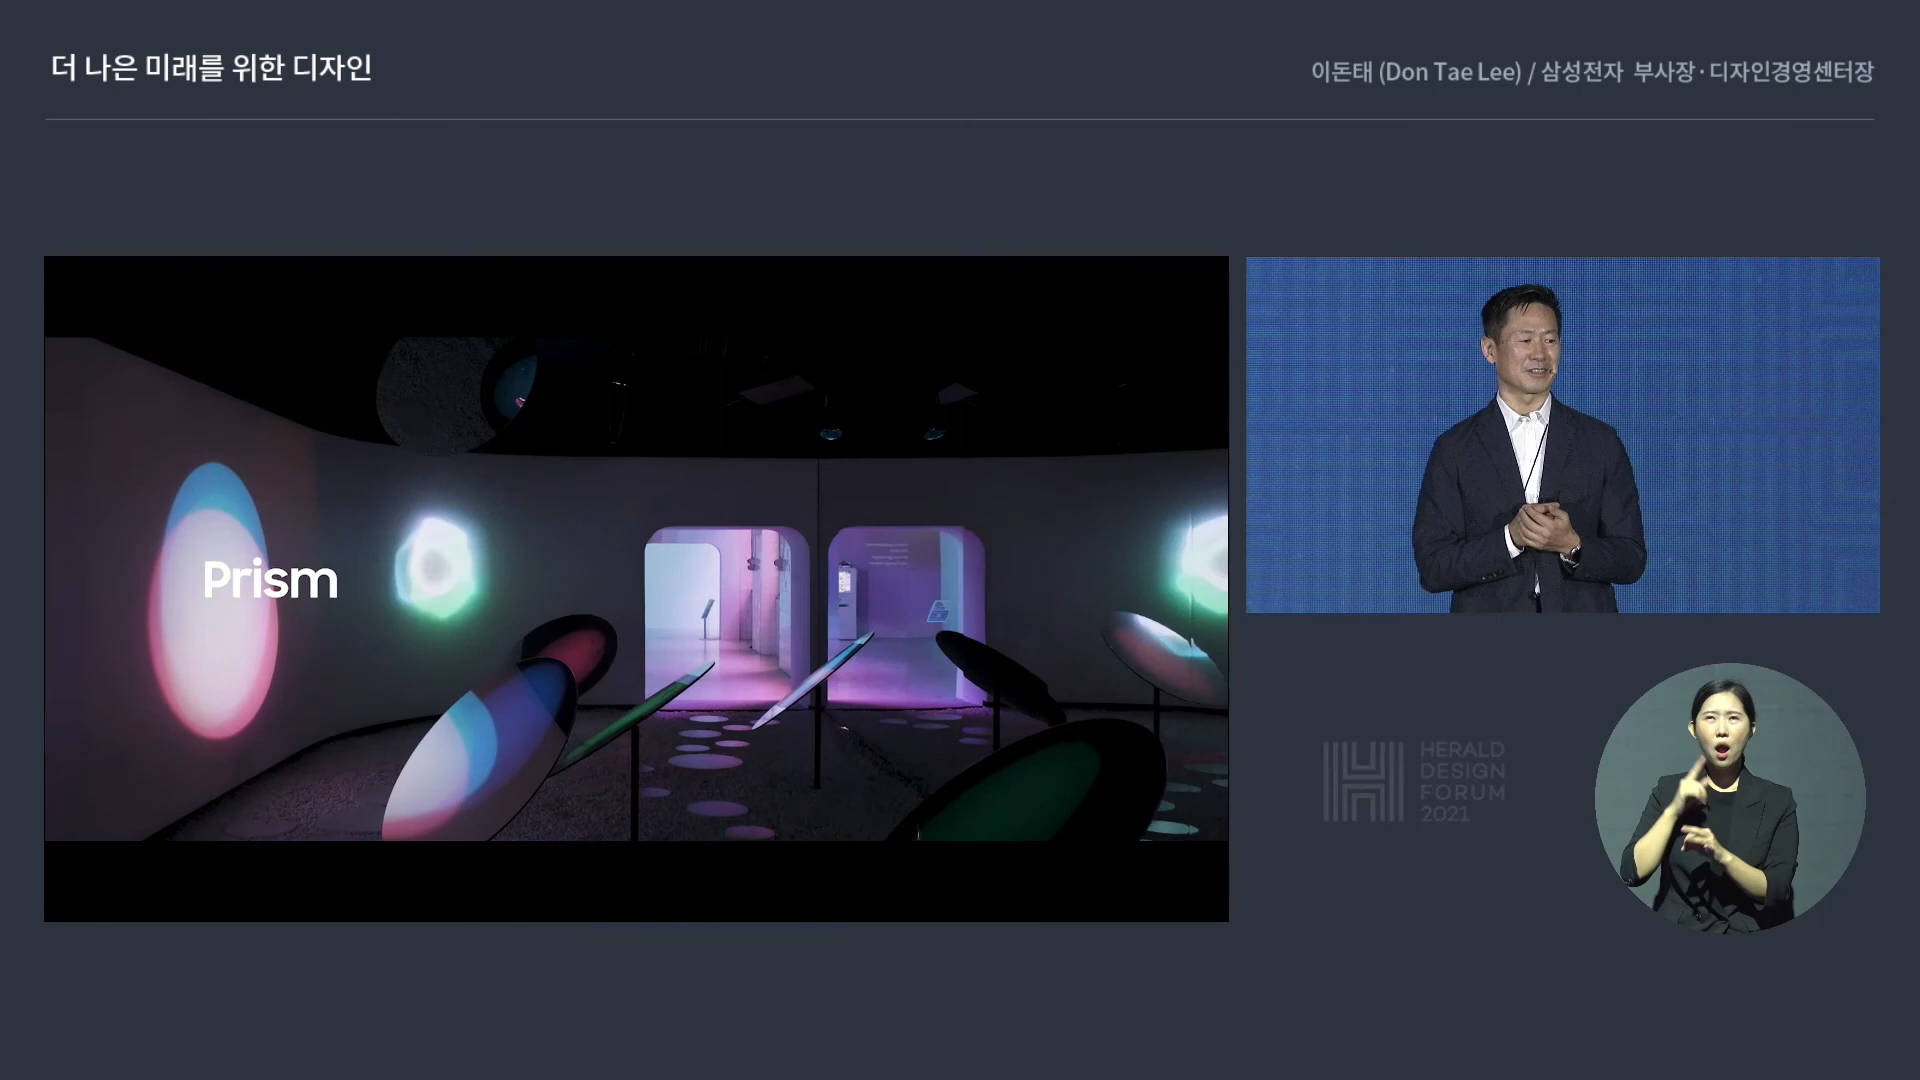 더 나은 미래를 위한 디자인
이돈태 (Don Tae Lee) / 삼성전자 부사장·디자인경영센터장
Prism
HERALD
DESIGN
FORUM
2021